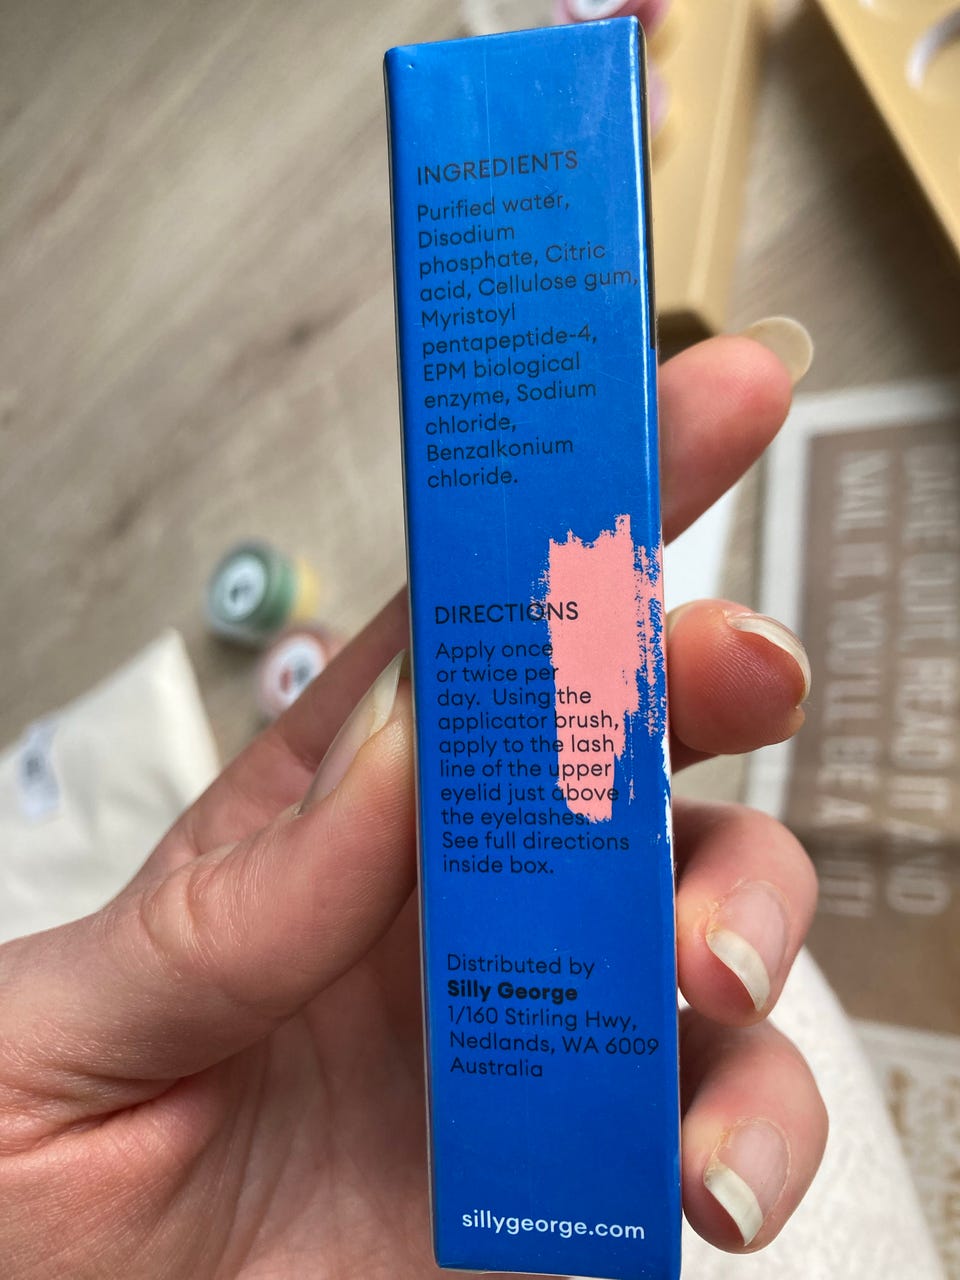 INGREDIENTS
Purified water,
Disodium
phosphate, Citric
acid, Cellulose gum,
Myristoyl
pentapeptide-4,
EPM biological
enzyme, Sodium
chloride,
Benzalkonium
chloride.
DIRECTIONS
Apply once
or twice per
day. Using the
applicator brush,
apply to the lash
line of the upper
eyelid just above
the eyelashes.
See full directions
inside box.
Distributed by
Silly George
1/160 Stirling Hwy,
Nedlands, WA 6009
Australia
sillygeorge.com